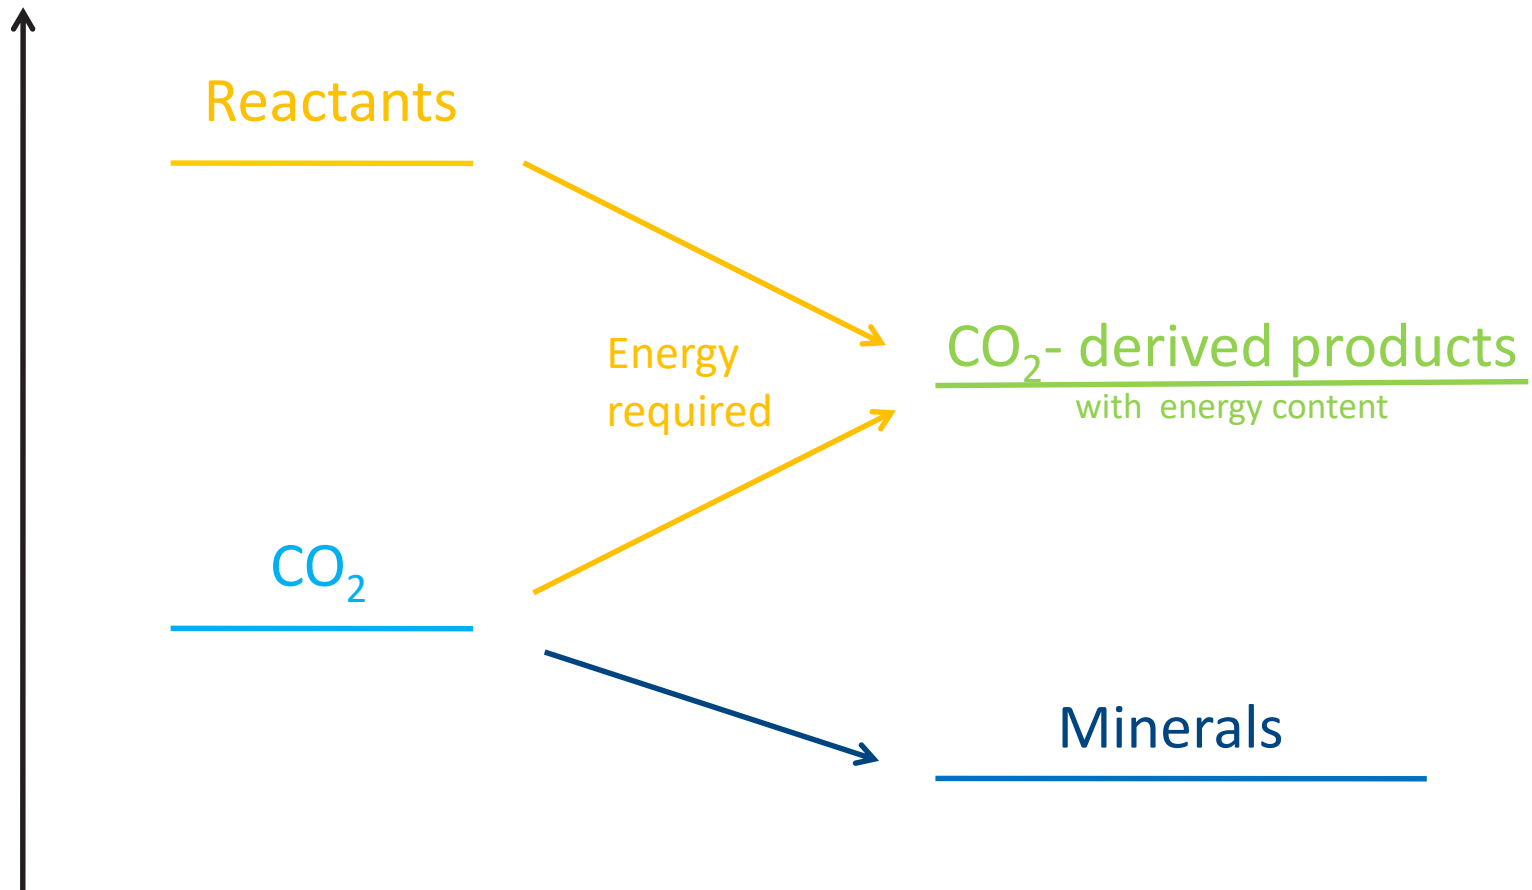 Reactants
Energy
required
CO₂- derived products
with energy content
CO₂
Minerals